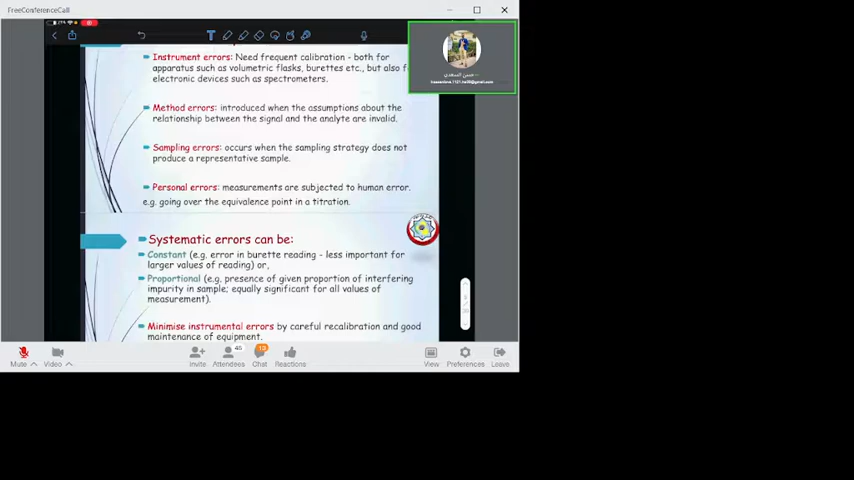 FreeConferenceCall
Instrument errors: Need frequent calibration - both for
apparatus such as volumetric flasks, burettes etc., but also f
electronic devices such as spectrometers.
Method errors: introduced when the assumptions about the
relationship between the signal and the analyte are invalid.
Sampling errors: occurs when the sampling strategy does not
produce a representative sample.
Personal errors: measurements are subjected to human error.
e.g. going over the equivalence point in a titration.
Systematic errors can be:
Constant (e.g. error in burette reading - less important for
larger values of reading) or,
Proportional (e.g. presence of given proportion of interfering
impurity in sample; equally significant for all values of
measurement).
Minimise instrumental errors by careful recalibration and good
maintenance of equipment.
حسن السعدي
Mute
Video
Invite
Attendees
Chat
Reactions
View
Preferences
Leave